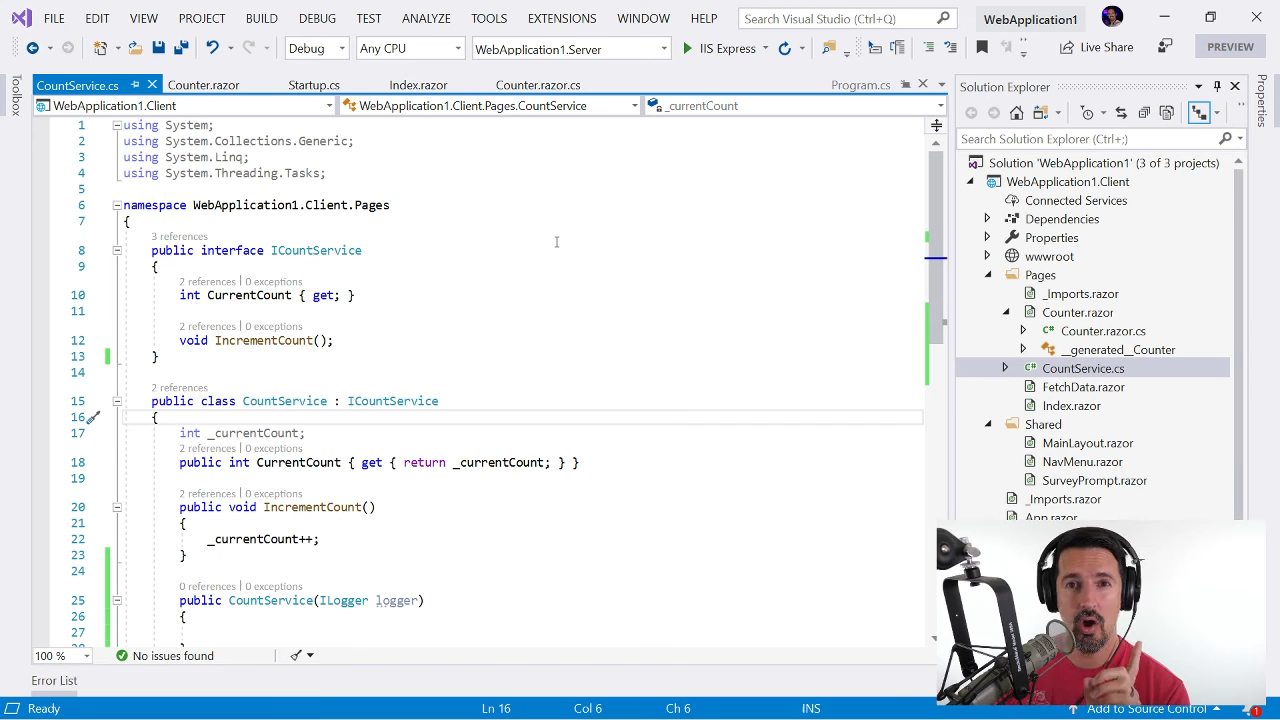 FILE EDIT VIEW PROJECT BUILD DEBUG TEST ANALYZE TOOLS EXTENSIONS WINDOW HELP Search Visual Studio (Ctrl+Q) WebApplication1
Debug Any CPU WebApplication1.Server IIS Express Live Share PREVIEW
Toolbox
CountService.cs Counter.razor Startup.cs Index.razor Counter.razor.cs Program.cs
WebApplication1.Client WebApplication1.Client.Pages.CountService _currentCount
1 using System;
2 using System.Collections.Generic;
3 using System.Linq;
4 using System.Threading.Tasks;
5
6 namespace WebApplication1.Client.Pages
7 {
3 references
8 public interface ICountService
9 {
2 references | 0 exceptions
10 int CurrentCount { get; }
11
2 references | 0 exceptions
12 void IncrementCount();
13 }
14
2 references
15 public class CountService : ICountService
16 {
17 int _currentCount;
2 references | 0 exceptions
18 public int CurrentCount { get { return _currentCount; } }
19
2 references | 0 exceptions
20 public void IncrementCount()
21 {
22 _currentCount++;
23 }
24
0 references | 0 exceptions
25 public CountService(ILogger logger)
26 {
27
100 % No issues found
Error List
Ready Ln 16 Col 6 Ch 6 INS Add to Source Control 1
Solution Explorer
Search Solution Explorer (Ctrl+;)
Solution 'WebApplication1' (3 of 3 projects)
WebApplication1.Client
Connected Services
Dependencies
Properties
wwwroot
Pages
_Imports.razor
Counter.razor
Counter.razor.cs
__generated__Counter
CountService.cs
FetchData.razor
Index.razor
Shared
MainLayout.razor
NavMenu.razor
SurveyPrompt.razor
_Imports.razor
App.razor
Properties